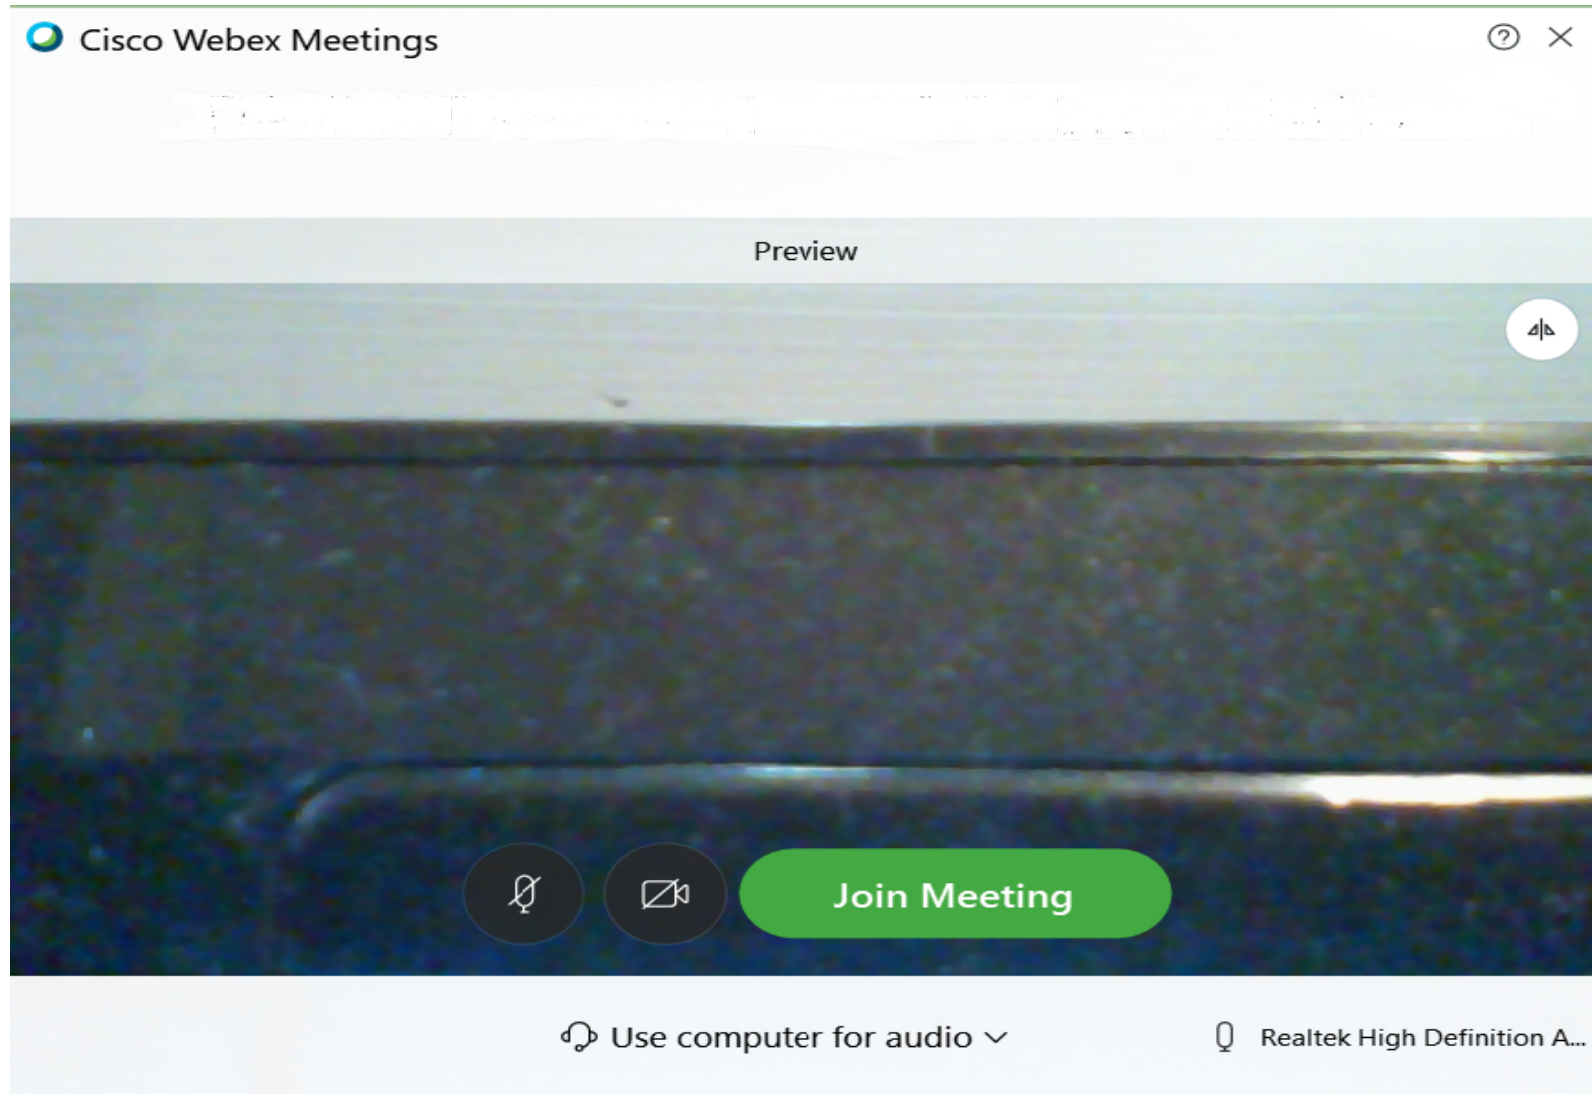 Cisco Webex Meetings
Preview
Join Meeting
Use computer for audio
Realtek High Definition A...